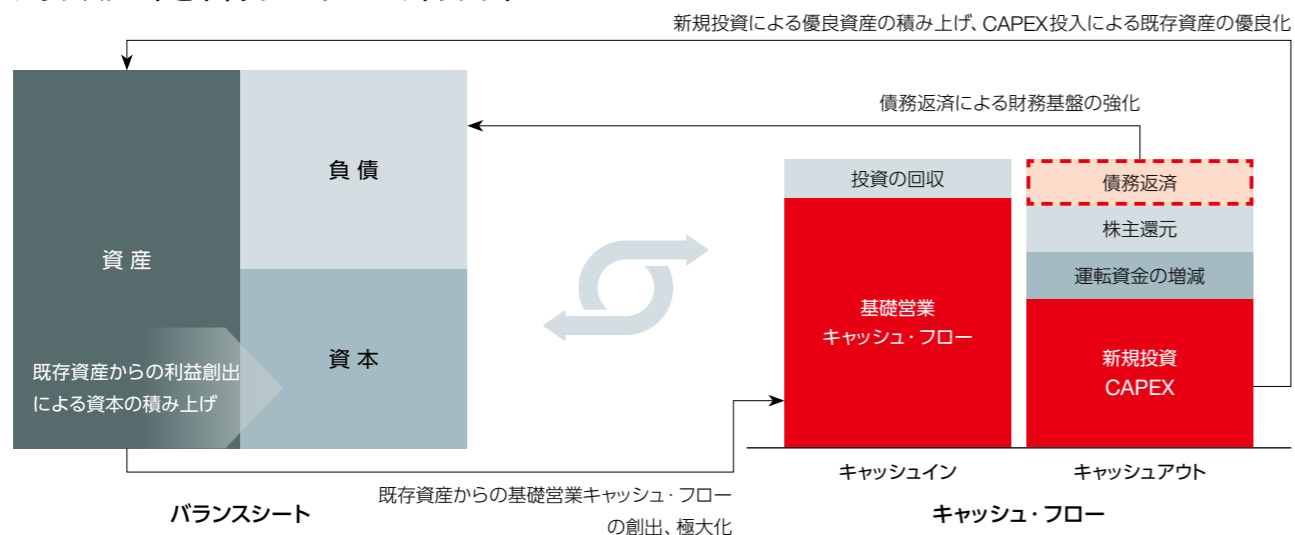 新規投資による優良資産の積み上げ、CAPEX投入による既存資産の優良化
債務返済による財務基盤の強化
負債
資産
資本
既存資産からの利益創出
による資本の積み上げ
投資の回収
基礎営業
キャッシュ・フロー
債務返済
株主還元
運転資金の増減
新規投資
CAPEX
キャッシュイン
キャッシュアウト
既存資産からの基礎営業キャッシュ・フロー
の創出、極大化
バランスシート
キャッシュ・フロー